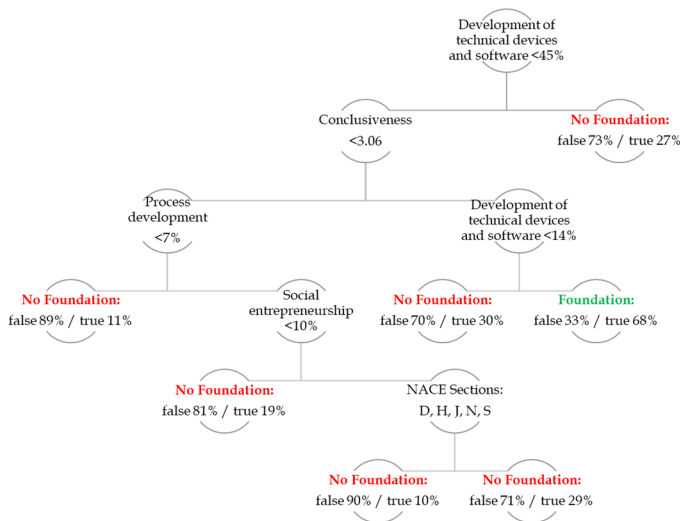 Development of
technical devices
and software <45%
Conclusiveness
<3.06
No Foundation:
false 73% / true 27%
Process
development
<7%
Development of
technical devices
and software <14%
No Foundation:
false 89% / true 11%
Social
entrepreneurship
<10%
No Foundation:
false 70% / true 30%
Foundation:
false 33% / true 68%
No Foundation:
false 81% / true 19%
NACE Sections:
D, H, J, N, S
No Foundation:
false 90% / true 10%
No Foundation:
false 71% / true 29%